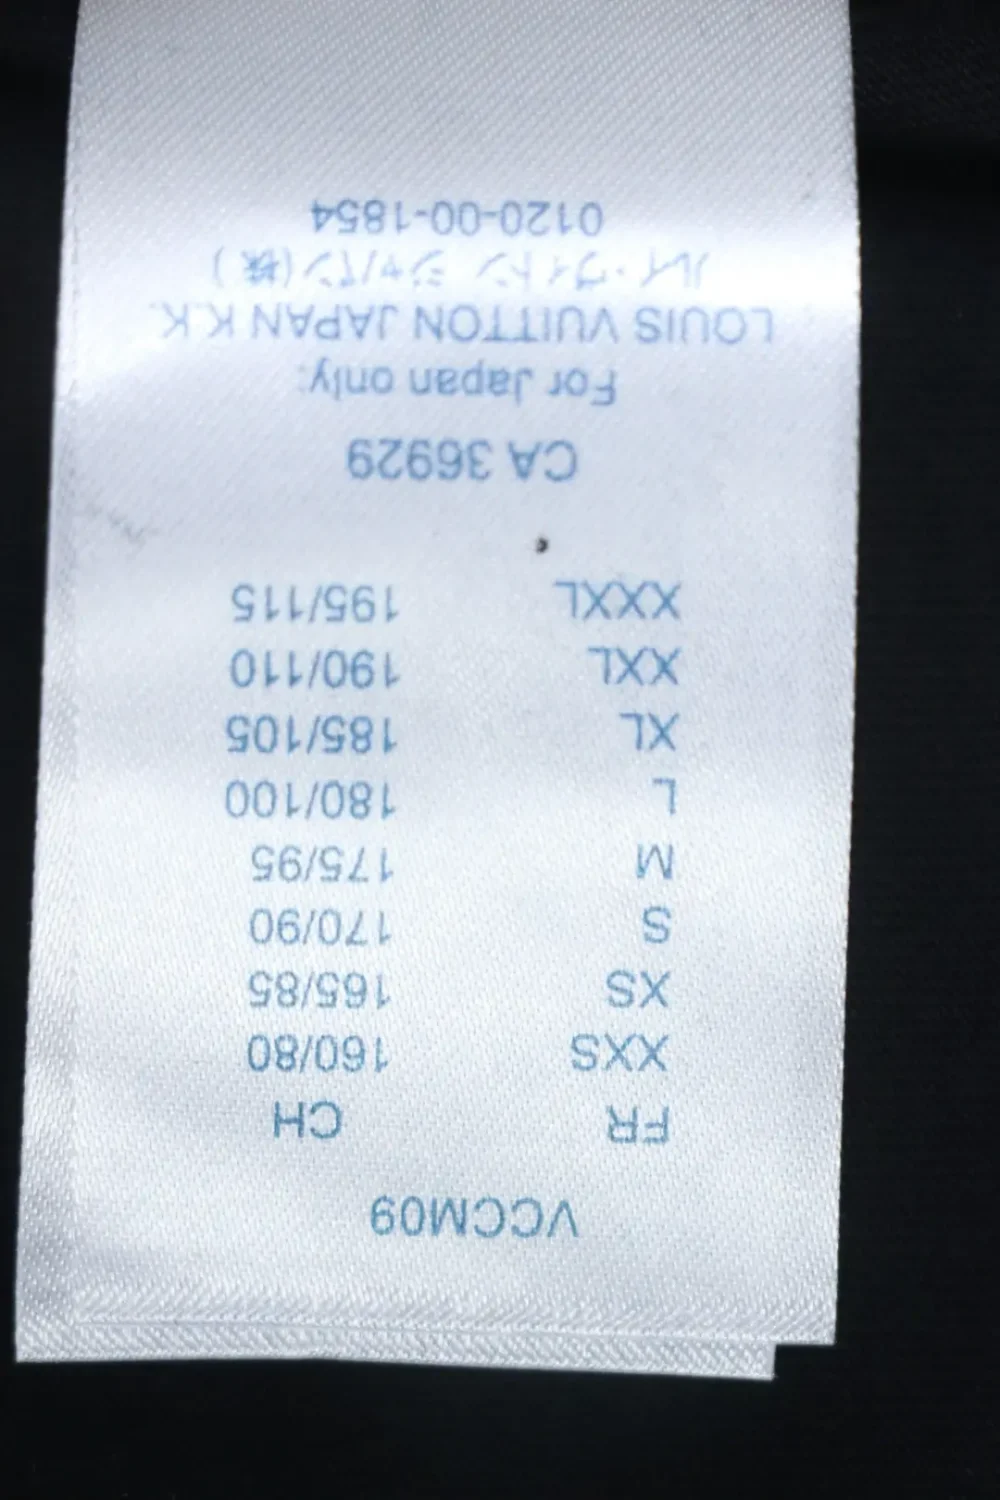 VCCM09
FR CH
XXS 160/80
XS 165/85
S 170/90
M 175/95
L 180/100
XL 185/105
XXL 190/110
XXXL 195/115
CA 36929
For Japan only:
LOUIS VUITTON JAPAN K.K.
ルイ・ヴィトン ジャパン(株)
0120-00-1854